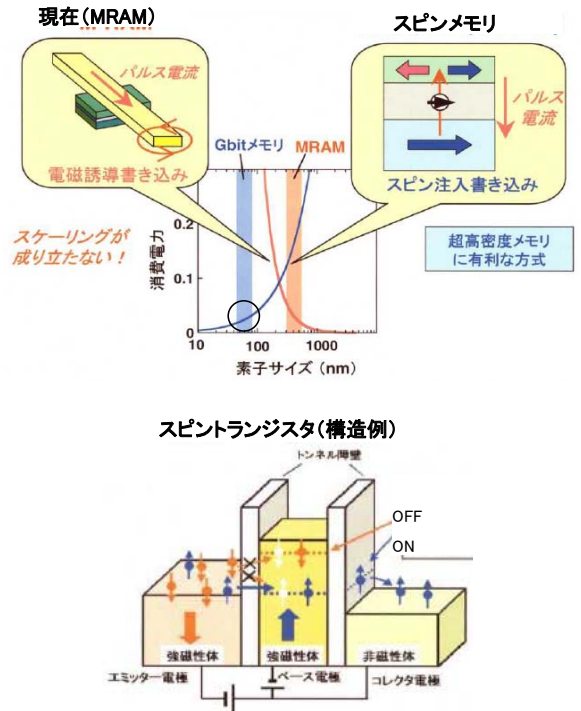 現在（MRAM）
スピンメモリ
パルス電流
電磁誘導書き込み
Gbitメモリ
MRAM
パルス
電流
スピン注入書き込み
スケーリングが
成り立たない！
超高密度メモリ
に有利な方式
消費電力
0.2
0.1
0
10
100
1000
素子サイズ（nm）
スピントランジスタ（構造例）
トンネル障壁
OFF
ON
強磁性体
強磁性体
非磁性体
エミッター電極
ベース電極
コレクタ電極